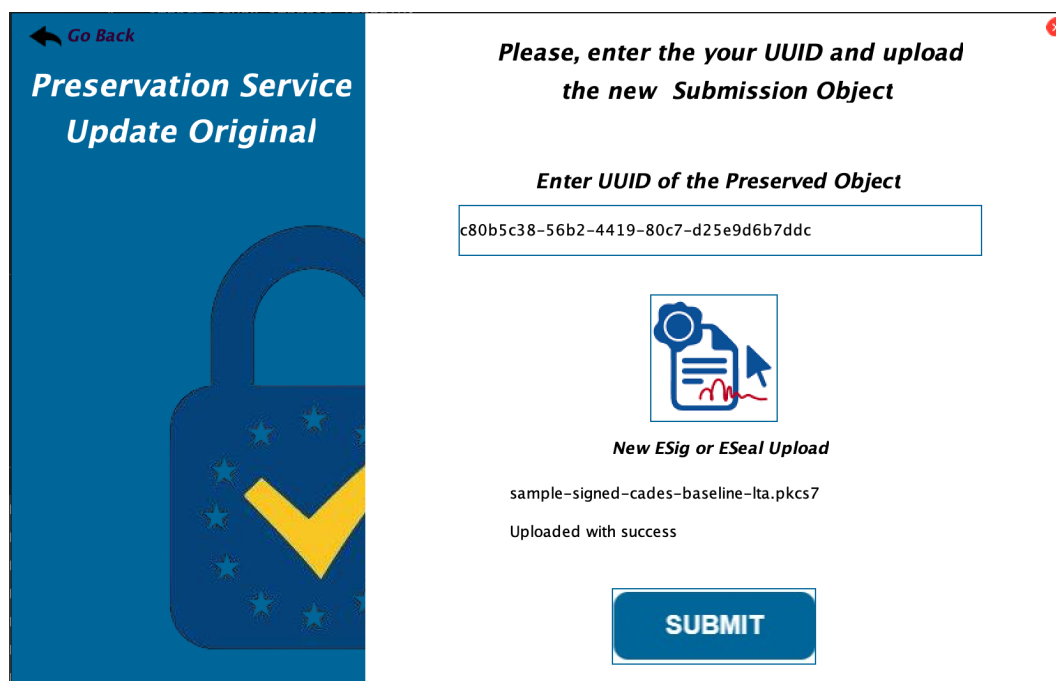 Go Back
Preservation Service
Update Original
Please, enter the your UUID and upload
the new  Submission Object
Enter UUID of the Preserved Object
c80b5c38-56b2-4419-80c7-d25e9d6b7ddc
New ESig or ESeal Upload
sample-signed-cades-baseline-lta.pkcs7
Uploaded with success
SUBMIT